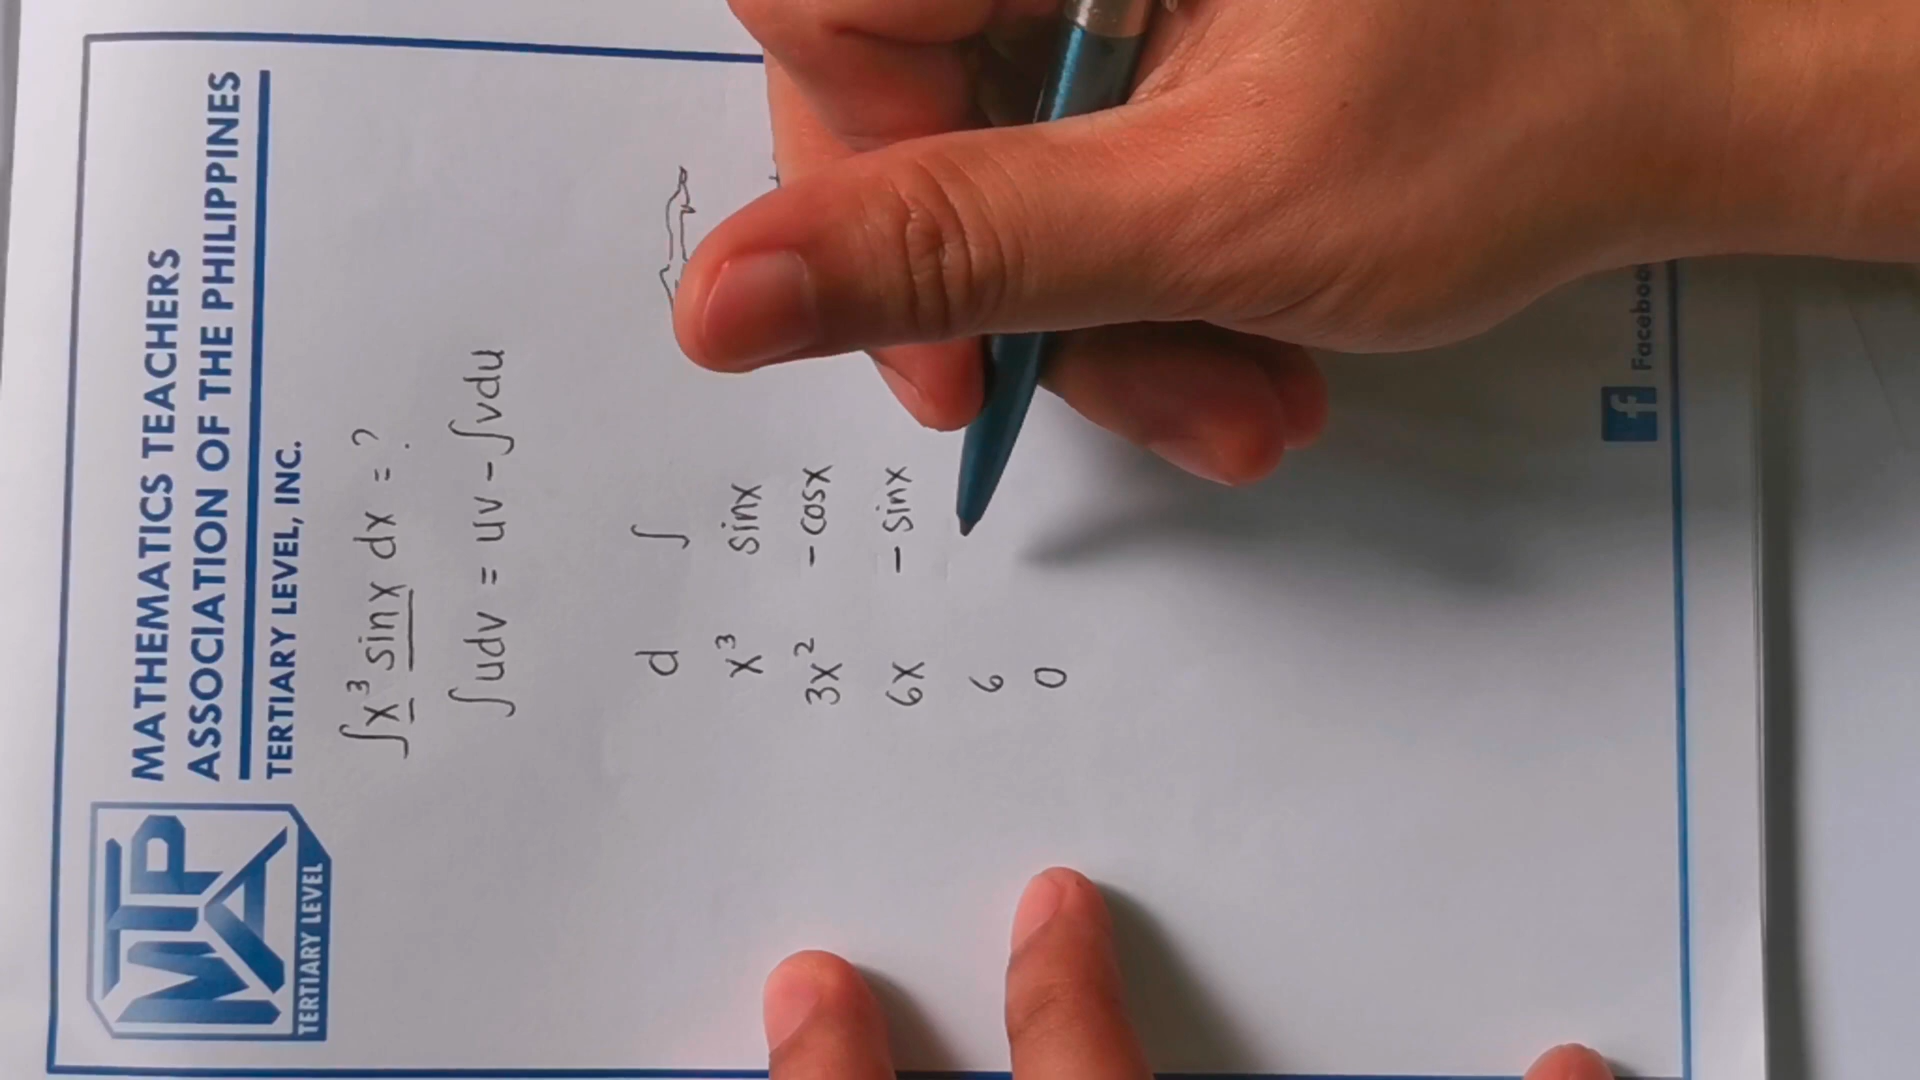 MATHEMATICS TEACHERS
ASSOCIATION OF THE PHILIPPINES
TERTIARY LEVEL, INC.
MTAP
TERTIARY LEVEL
∫x³ sinx dx = ?
∫udv = uv - ∫vdu
d ∫
x³ sinx
3x² -cosx
6x -sinx
6
0